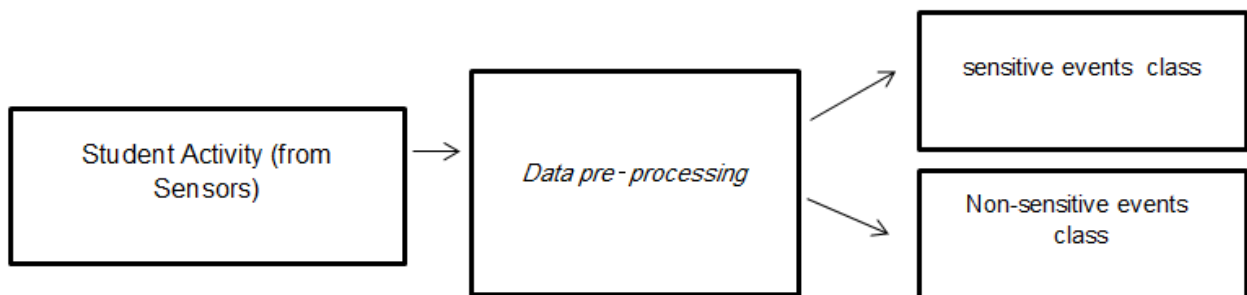 Student Activity (from
Sensors)
Data pre-processing
sensitive events class
Non-sensitive events
class